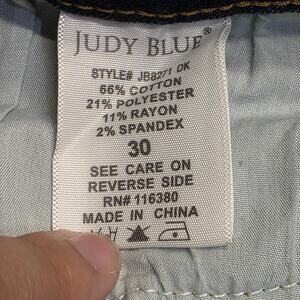 JUDY BLUE®
STYLE# JB8271 DK
66% COTTON
21% POLYESTER
11% RAYON
2% SPANDEX
30
SEE CARE ON
REVERSE SIDE
RN# 116380
MADE IN CHINA